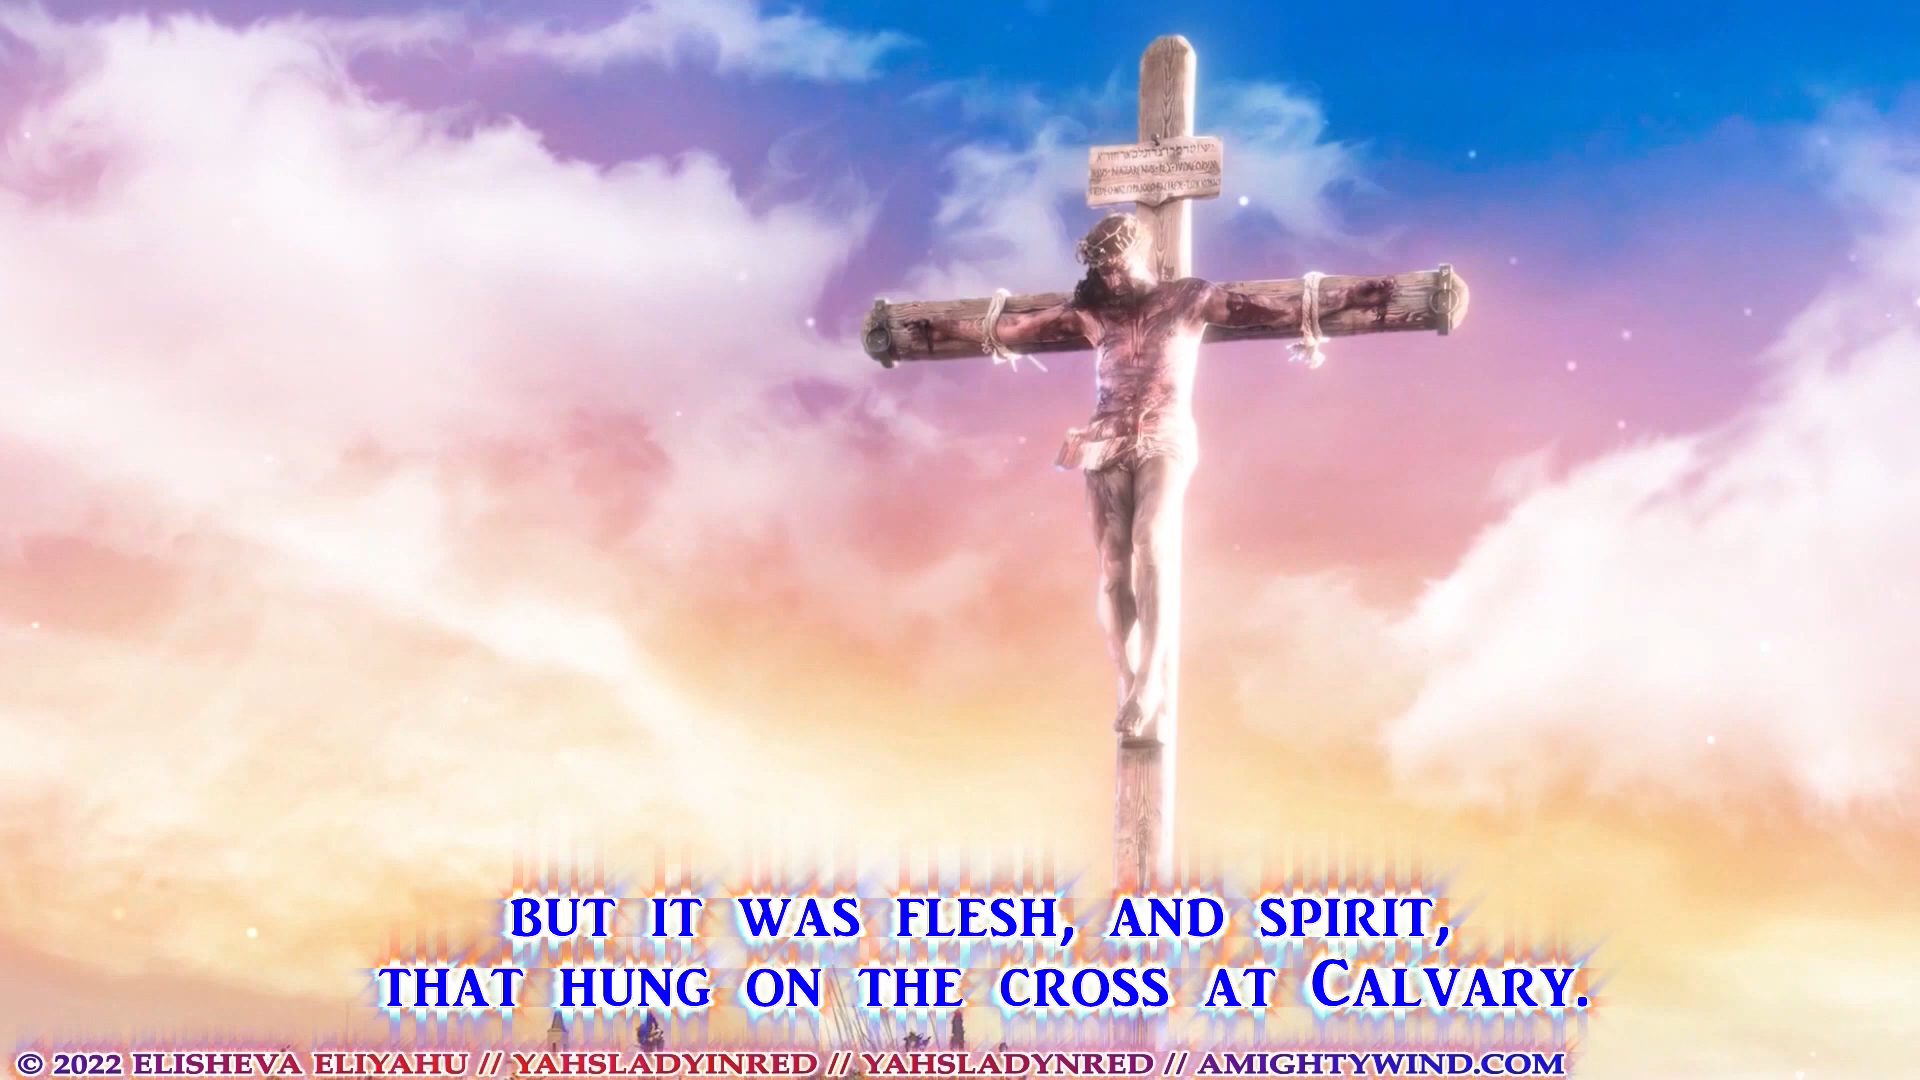 BUT IT WAS FLESH, AND SPIRIT,
THAT HUNG ON THE CROSS AT CALVARY.
© 2022 ELISHEVA ELIYAHU // YAHSLADYINRED // YAHSLADYNRED // AMIGHTYWIND.COM